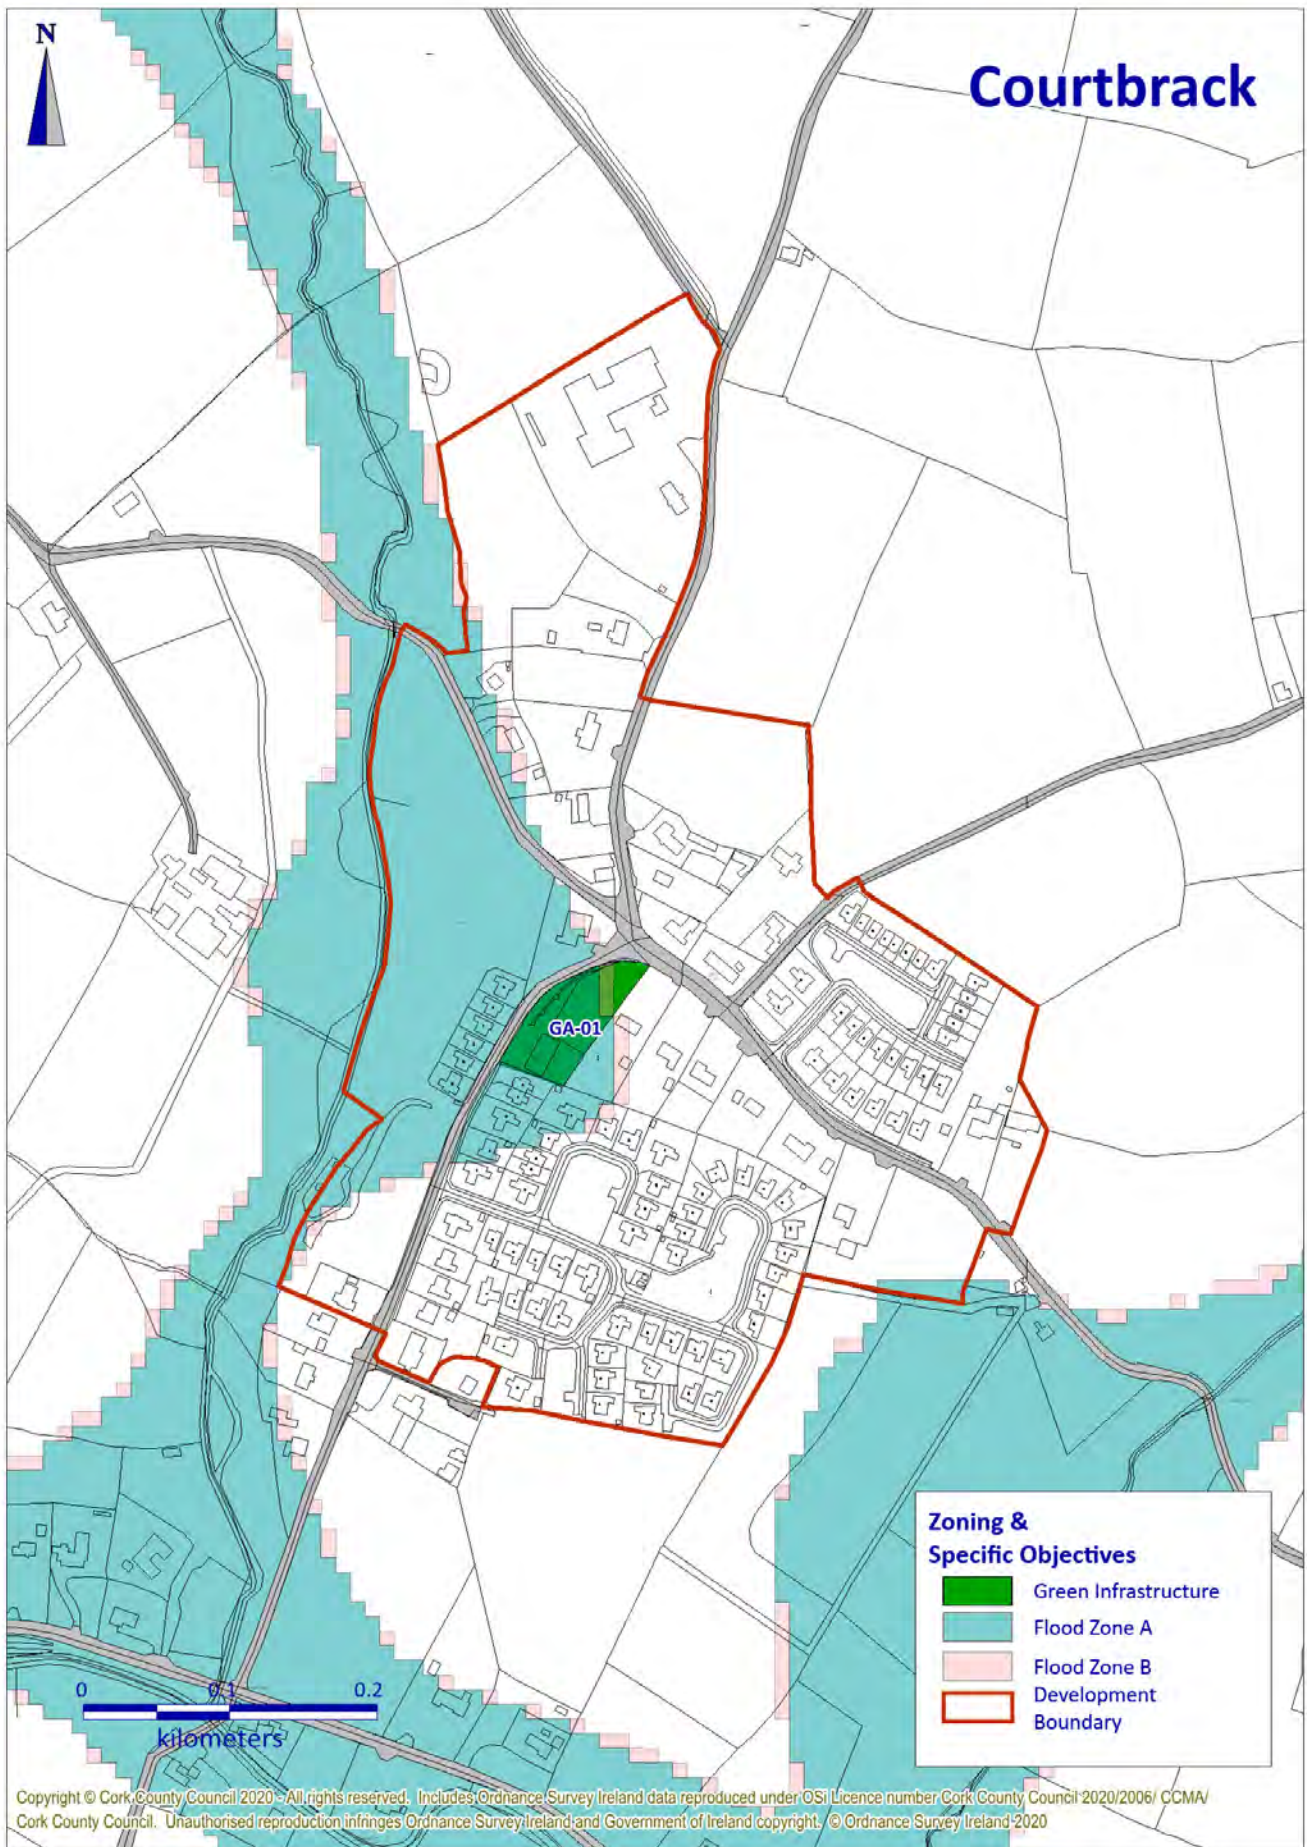 N
Courtbrack
GA-01
Zoning &
Specific Objectives
Green Infrastructure
Flood Zone A
Flood Zone B
Development
Boundary
0 0.1 0.2
kilometers
Copyright © Cork County Council 2020 - All rights reserved. Includes Ordnance Survey Ireland data reproduced under OSi Licence number Cork County Council 2020/2006/ CCMA/
Cork County Council. Unauthorised reproduction infringes Ordnance Survey Ireland and Government of Ireland copyright. © Ordnance Survey Ireland 2020